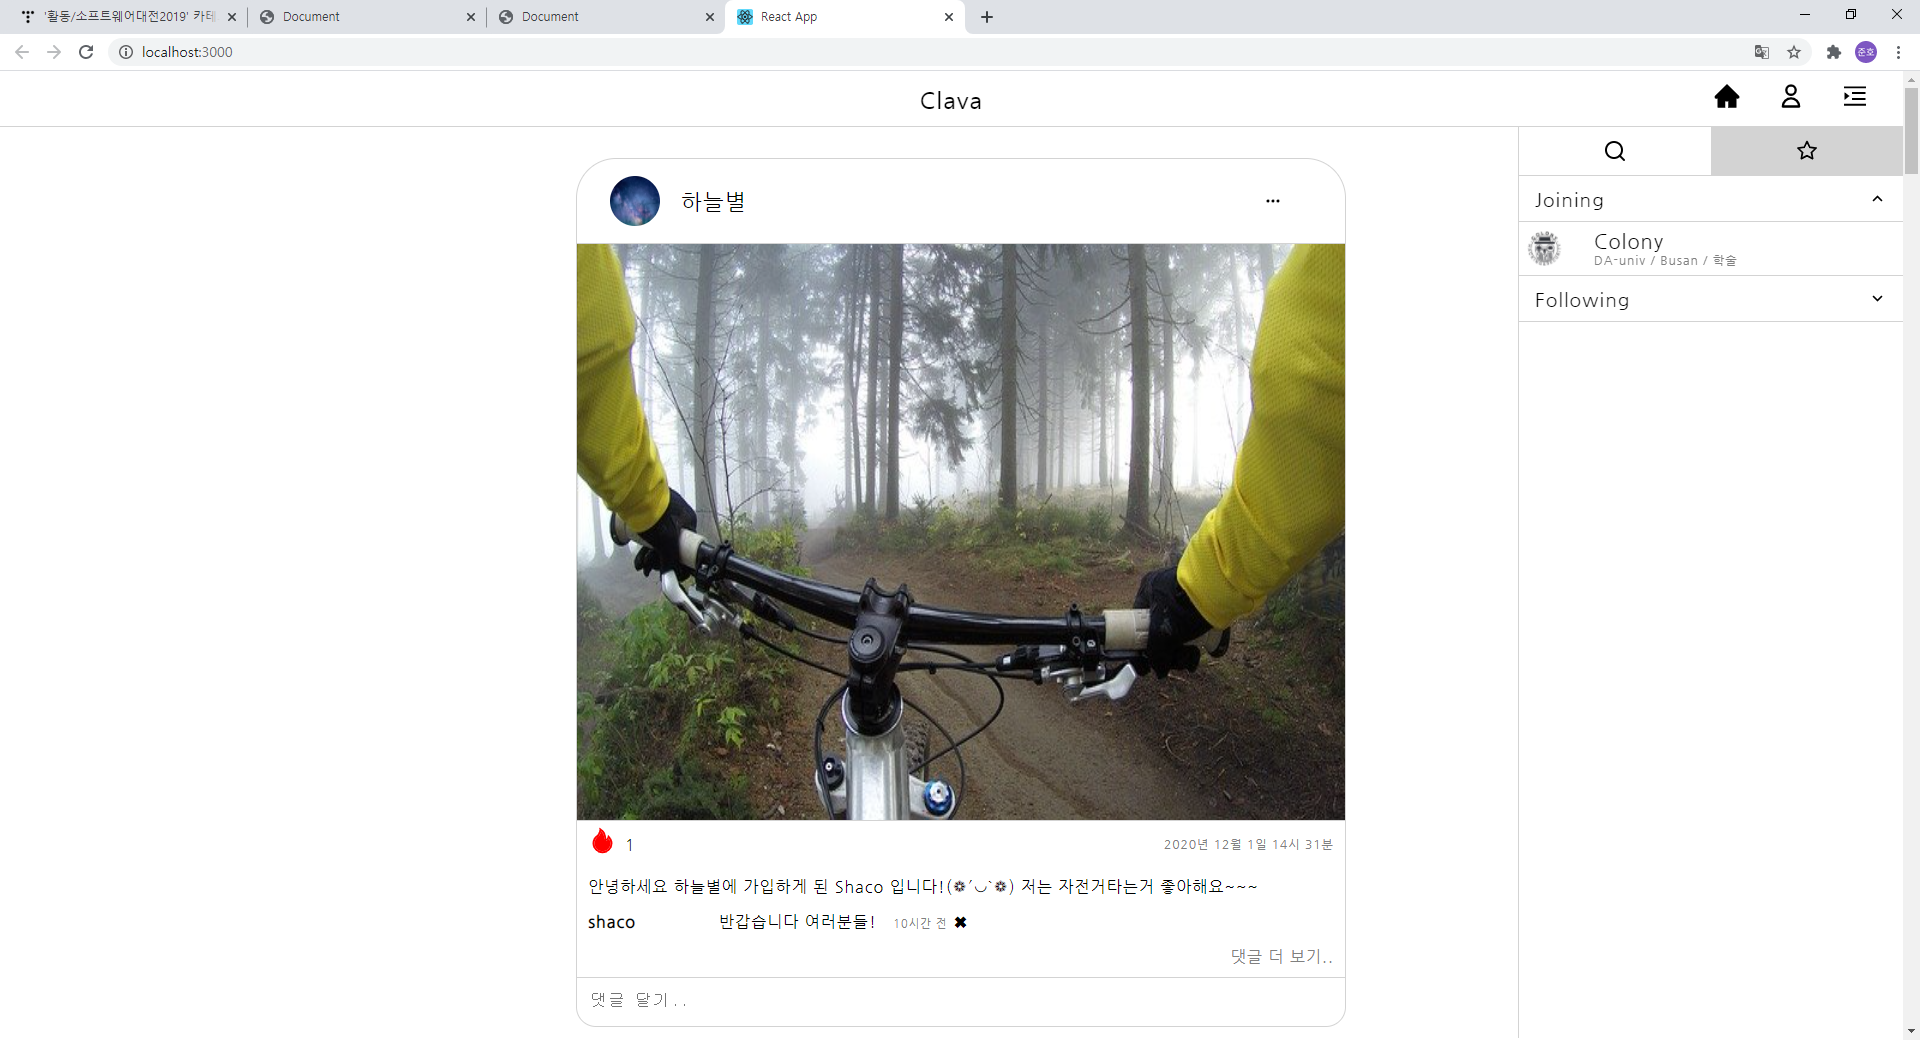 '활동/소프트웨어대전2019' 카테
Document
Document
React App
localhost:3000
준호
Clava
하늘별
Joining
Colony
DA-univ / Busan / 학술
Following
1
2020년 12월 1일 14시 31분
안녕하세요 하늘별에 가입하게 된 Shaco 입니다!(❁´◡`❁) 저는 자전거타는거 좋아해요~~~
shaco 반갑습니다 여러분들! 10시간 전 ✖
댓글 더 보기..
댓글 달기..